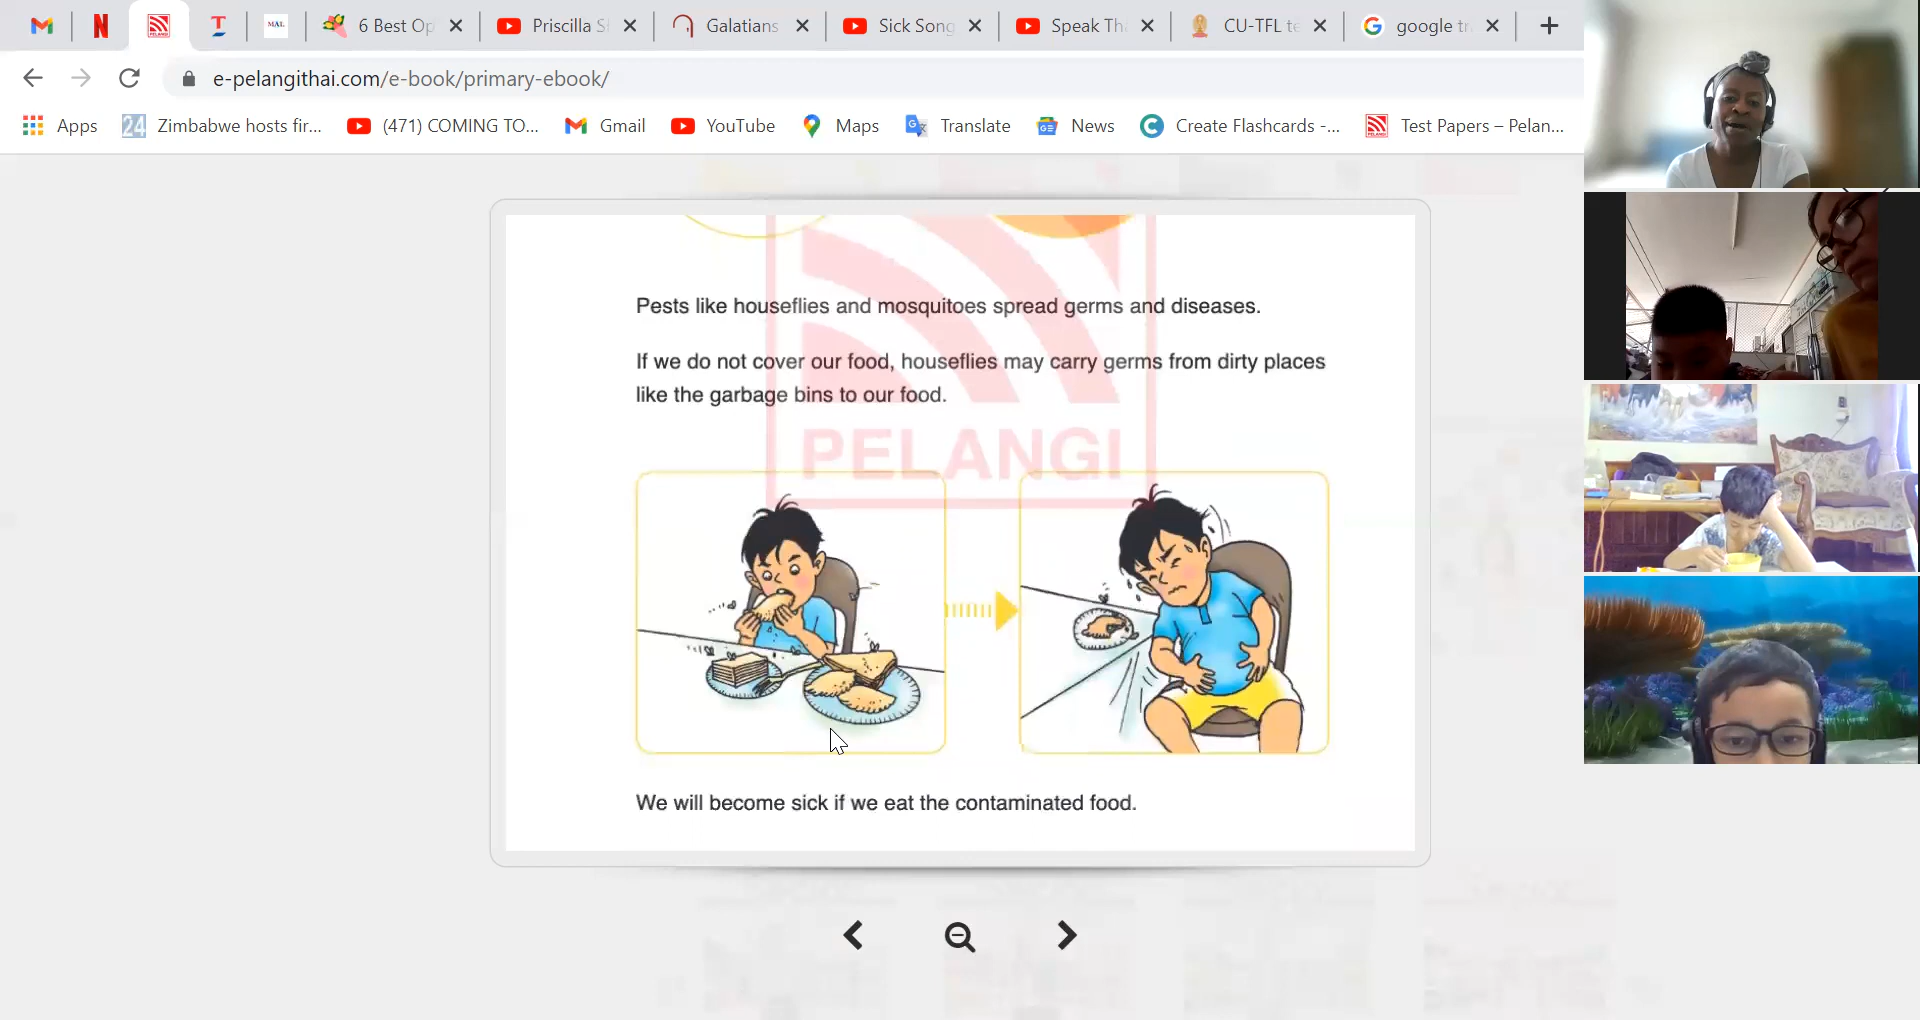 6 Best Op
Priscilla S
Galatians
Sick Song
Speak Th
CU-TFL te
google tr
e-pelangithai.com/e-book/primary-ebook/
Apps
24
Zimbabwe hosts fir...
(471) COMING TO...
Gmail
YouTube
Maps
Translate
News
Create Flashcards -...
Test Papers – Pelan...
Pests like houseflies and mosquitoes spread germs and diseases.
If we do not cover our food, houseflies may carry germs from dirty places
like the garbage bins to our food.
PELANGI
We will become sick if we eat the contaminated food.